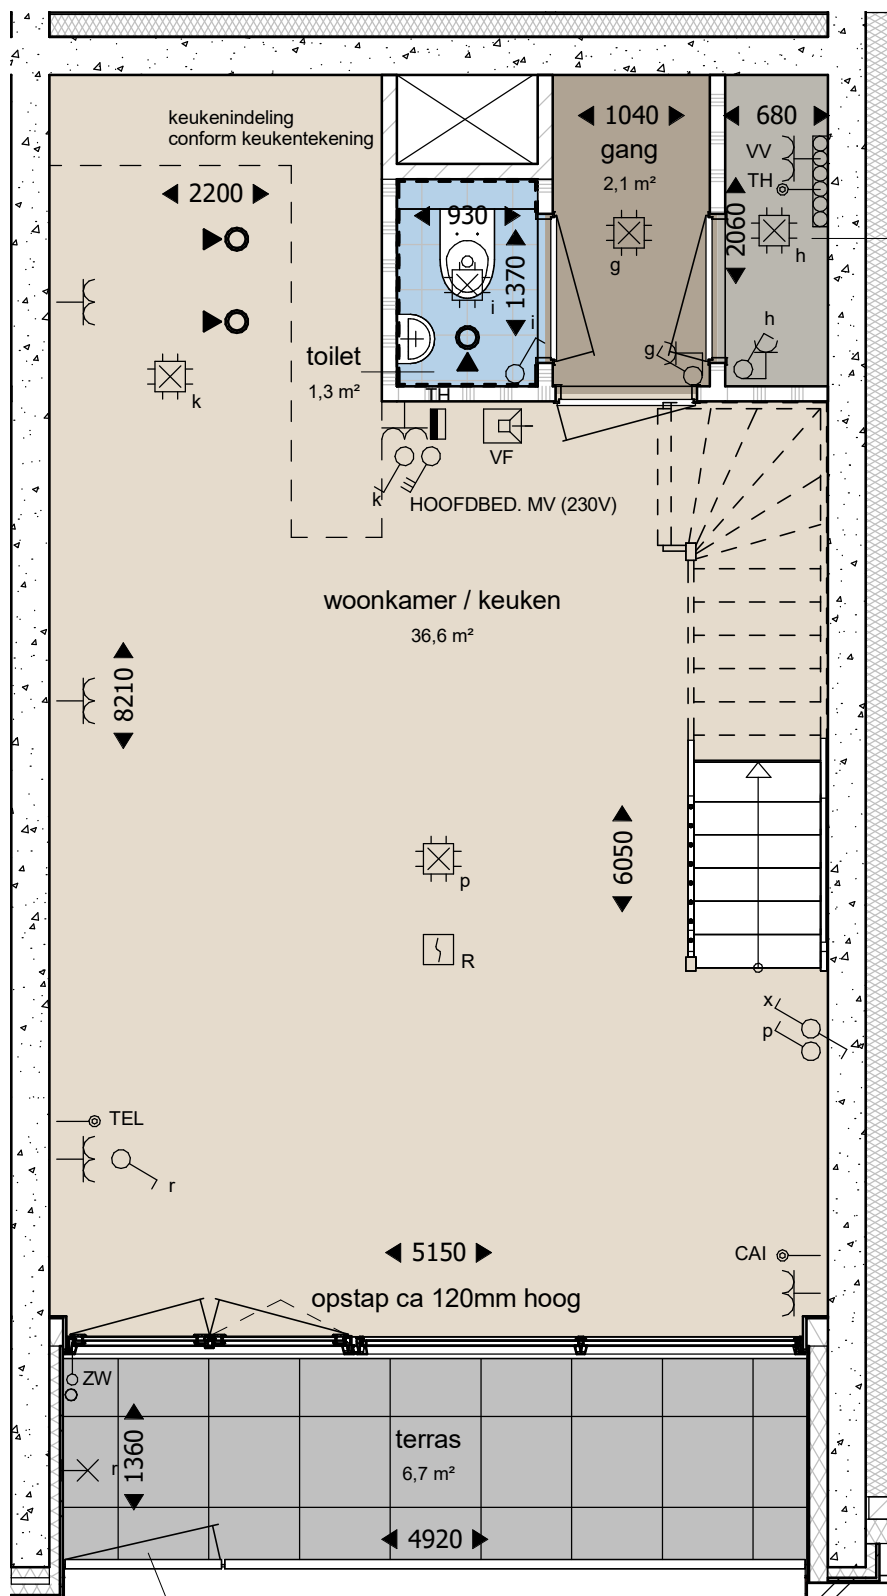 keukenindeling
conform keukentekening
1040
680
gang
2,1 m²
VV
TH
2200
930
2060
1370
g
h
i
i
h
g
toilet
1,3 m²
k
TH
VF
k
HOOFDBED. MV (230V)
woonkamer / keuken
36,6 m²
8210
6050
p
R
x
p
TEL
r
5150
CAI
opstap ca 120mm hoog
ZW
1360
r
terras
6,7 m²
4920